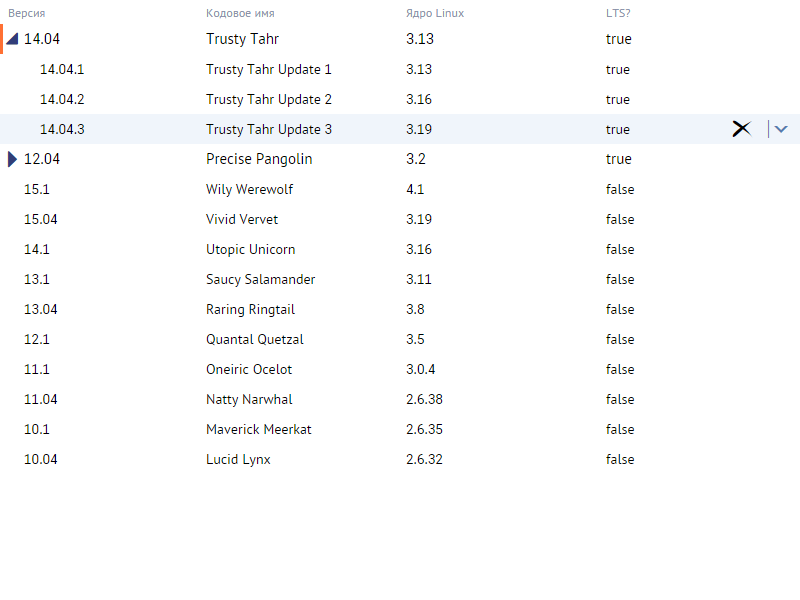 Версия Кодовое имя Ядро Linux LTS?
14.04 Trusty Tahr 3.13 true
14.04.1 Trusty Tahr Update 1 3.13 true
14.04.2 Trusty Tahr Update 2 3.16 true
14.04.3 Trusty Tahr Update 3 3.19 true
12.04 Precise Pangolin 3.2 true
15.1 Wily Werewolf 4.1 false
15.04 Vivid Vervet 3.19 false
14.1 Utopic Unicorn 3.16 false
13.1 Saucy Salamander 3.11 false
13.04 Raring Ringtail 3.8 false
12.1 Quantal Quetzal 3.5 false
11.1 Oneiric Ocelot 3.0.4 false
11.04 Natty Narwhal 2.6.38 false
10.1 Maverick Meerkat 2.6.35 false
10.04 Lucid Lynx 2.6.32 false